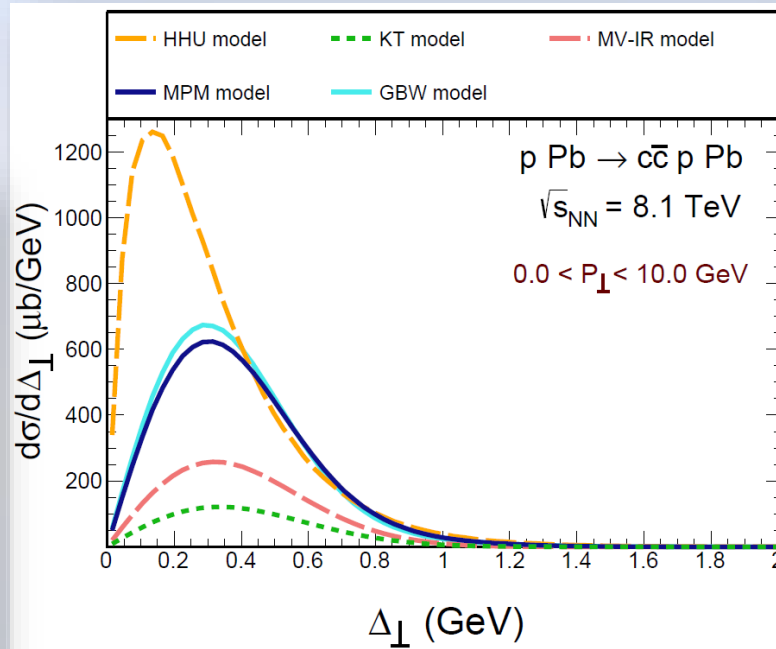 HHU model KT model MV-IR model
MPM model GBW model
p Pb → cc̅ p Pb
√sNN = 8.1 TeV
0.0 < P⊥ < 10.0 GeV
dσ/dΔ⊥ (μb/GeV)
1200
1000
800
600
400
200
0 0.2 0.4 0.6 0.8 1 1.2 1.4 1.6 1.8 2
Δ⊥ (GeV)